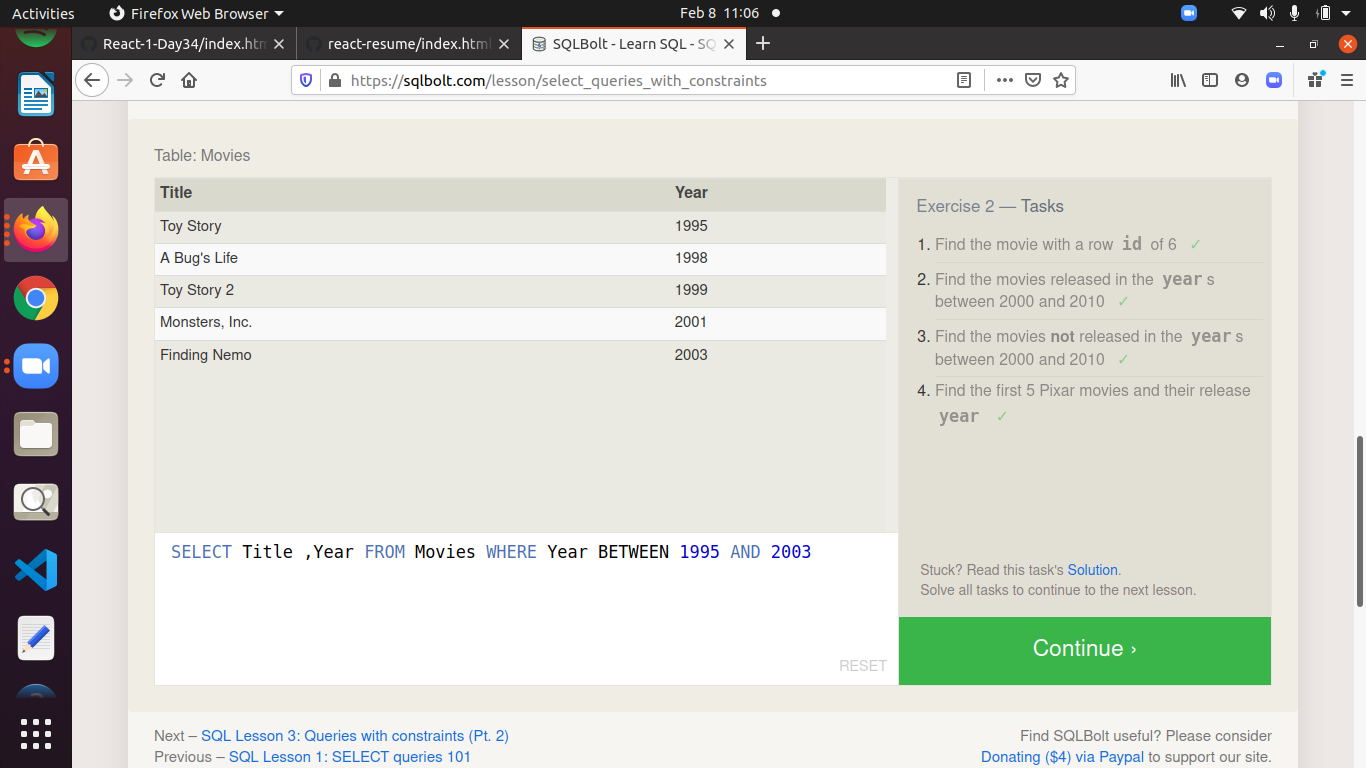 Activities
Firefox Web Browser
Feb 8 11:06
React-1-Day34/index.htm
react-resume/index.html
SQLBolt - Learn SQL - SQ
https://sqlbolt.com/lesson/select_queries_with_constraints
Table: Movies
Title Year
Toy Story 1995
A Bug's Life 1998
Toy Story 2 1999
Monsters, Inc. 2001
Finding Nemo 2003
SELECT Title ,Year FROM Movies WHERE Year BETWEEN 1995 AND 2003
RESET
Exercise 2 — Tasks
1. Find the movie with a row id of 6 ✓
2. Find the movies released in the year s
between 2000 and 2010 ✓
3. Find the movies not released in the year s
between 2000 and 2010 ✓
4. Find the first 5 Pixar movies and their release
year ✓
Stuck? Read this task's Solution.
Solve all tasks to continue to the next lesson.
Continue ›
Next – SQL Lesson 3: Queries with constraints (Pt. 2)
Previous – SQL Lesson 1: SELECT queries 101
Find SQLBolt useful? Please consider
Donating ($4) via Paypal to support our site.